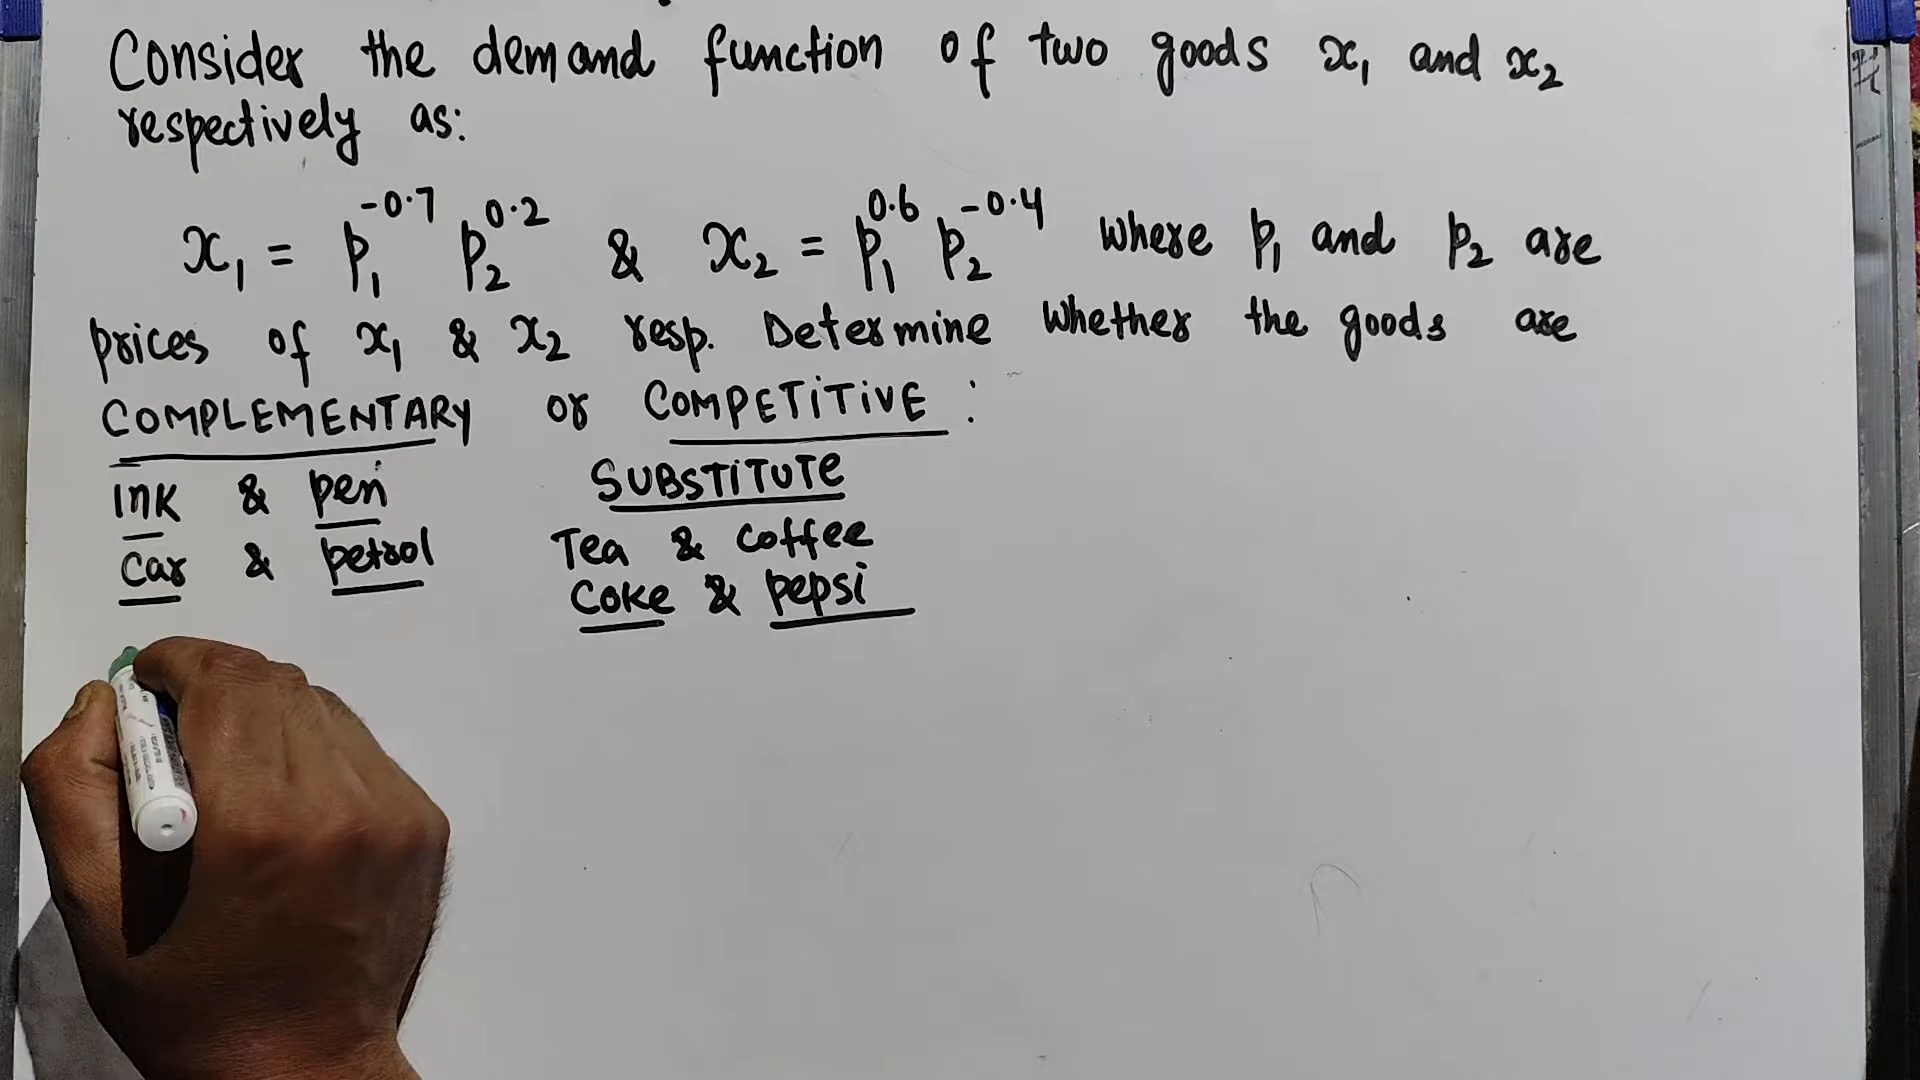 Consider the demand function of two goods x₁ and x₂
respectively as:
x₁ = p₁^-0.7 p₂^0.2 & x₂ = p₁^0.6 p₂^-0.4 where p₁ and p₂ are
prices of x₁ & x₂ resp. Determine whether the goods are
COMPLEMENTARY or COMPETITIVE:
SUBSTITUTE
ink & pen
Tea & coffee
car & petrol
Coke & pepsi